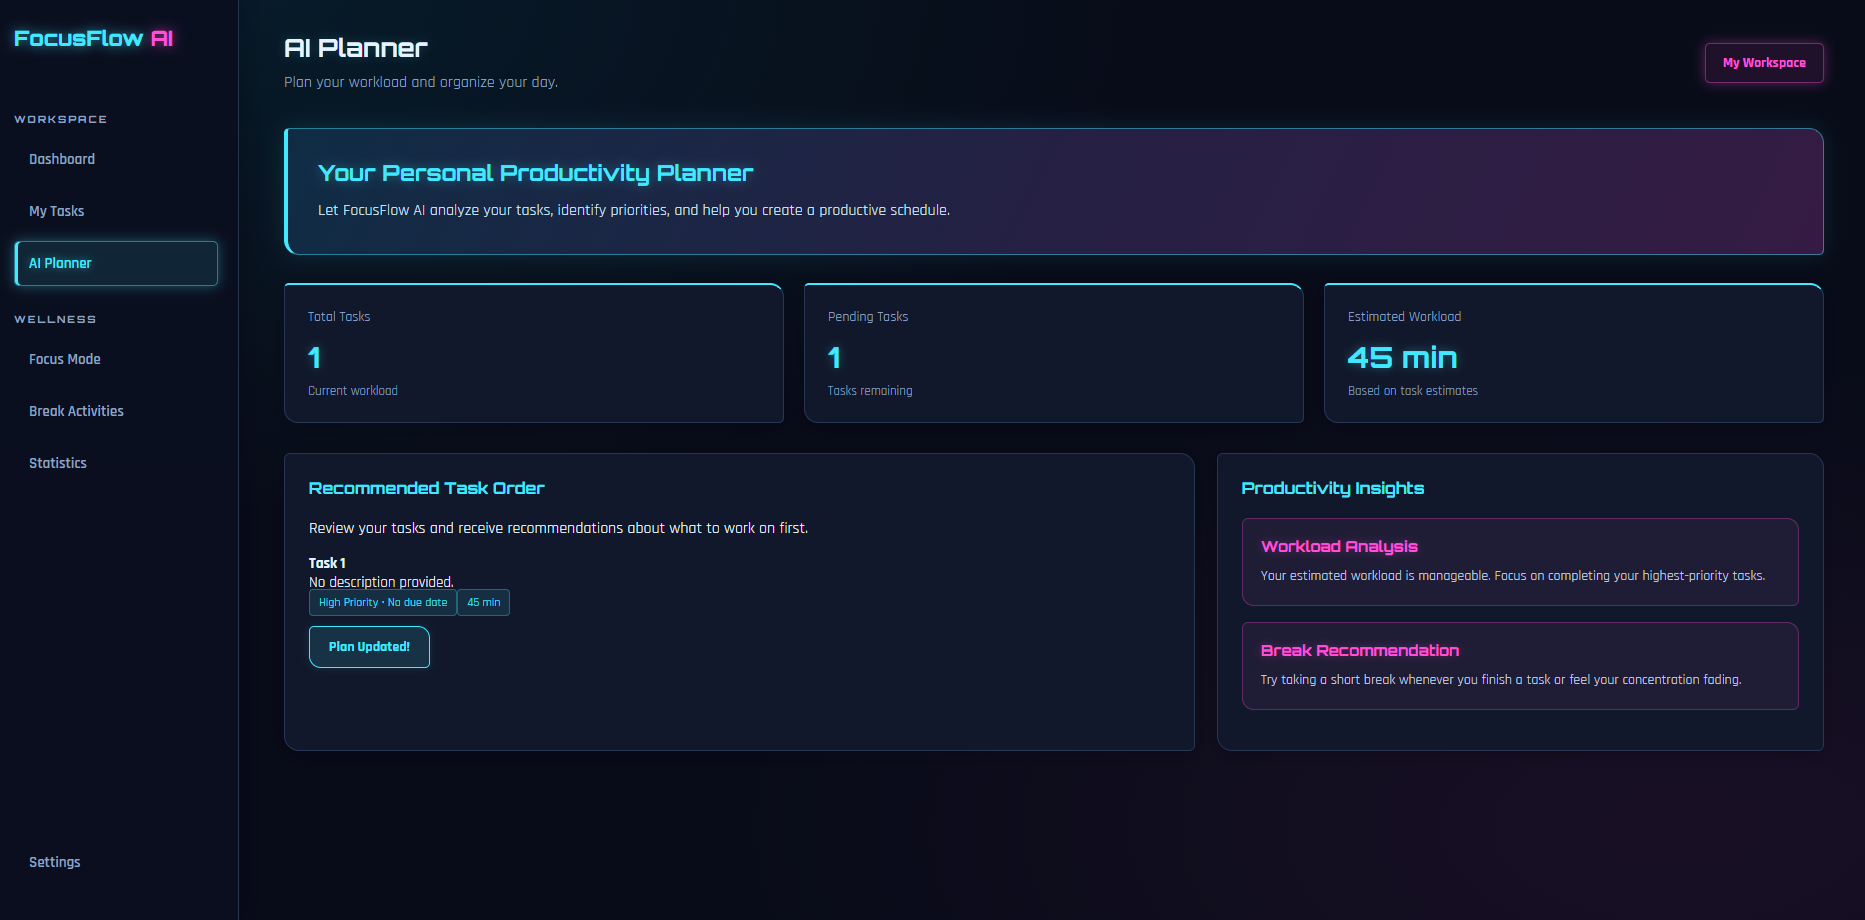 FocusFlow AI
WORKSPACE
Dashboard
My Tasks
AI Planner
WELLNESS
Focus Mode
Break Activities
Statistics
Settings
AI Planner
Plan your workload and organize your day.
My Workspace
Your Personal Productivity Planner
Let FocusFlow AI analyze your tasks, identify priorities, and help you create a productive schedule.
Total Tasks
1
Current workload
Pending Tasks
1
Tasks remaining
Estimated Workload
45 min
Based on task estimates
Recommended Task Order
Review your tasks and receive recommendations about what to work on first.
Task 1
No description provided.
High Priority • No due date
45 min
Plan Updated!
Productivity Insights
Workload Analysis
Your estimated workload is manageable. Focus on completing your highest-priority tasks.
Break Recommendation
Try taking a short break whenever you finish a task or feel your concentration fading.